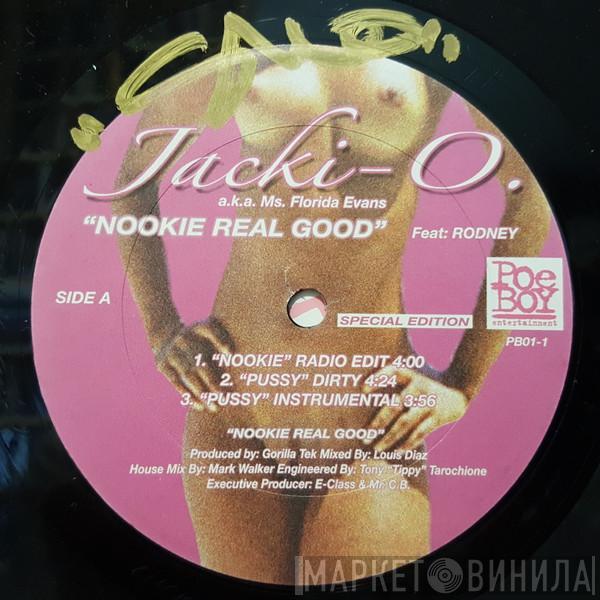 Jacki-O.
a.k.a. Ms. Florida Evans
“NOOKIE REAL GOOD” Feat: RODNEY
SIDE A
Poe
BOY
entertainment
SPECIAL EDITION
PB01-1
1. “NOOKIE” RADIO EDIT 4:00
2. “PUSSY” DIRTY 4:24
3. “PUSSY” INSTRUMENTAL 3:56
“NOOKIE REAL GOOD”
Produced by: Gorilla Tek Mixed By: Louis Diaz
House Mix By: Mark Walker Engineered By: Tony “Tippy” Tarochione
Executive Producer: E-Class & Mr. C.B.
МАРКЕТ ВИНИЛА